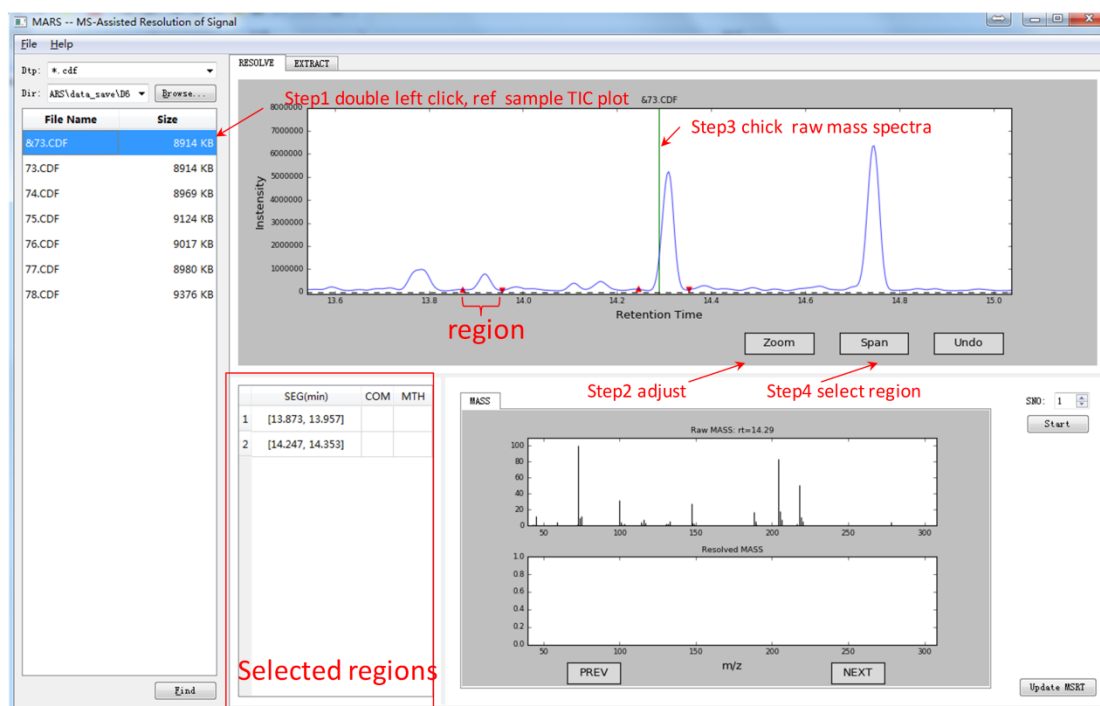 MARS -- MS-Assisted Resolution of Signal
File Help
Dtp: *.cdf
Dir: ARS\data_save\D6 Browse...
File Name Size
&73.CDF 8914 KB
73.CDF 8914 KB
74.CDF 8969 KB
75.CDF 9124 KB
76.CDF 9017 KB
77.CDF 8980 KB
78.CDF 9376 KB
Find
RESOLVE EXTRACT
Step1 double left click, ref sample TIC plot
&73.CDF
Step3 chick raw mass spectra
Instensity
8000000
7000000
6000000
5000000
4000000
3000000
2000000
1000000
0
13.6 13.8 14.0 14.2 14.4 14.6 14.8 15.0
Retention Time
region
Zoom Span Undo
Step2 adjust
Step4 select region
SEG(min) COM MTH
1 [13.873, 13.957]
2 [14.247, 14.353]
Selected regions
MASS
Raw MASS: rt=14.29
100
80
60
40
20
0
50 100 150 200 250 300
Resolved MASS
1.0
0.8
0.6
0.4
0.2
0.0
50 100 150 200 250 300
m/z
PREV NEXT
SNO: 1
Start
Update MSRT